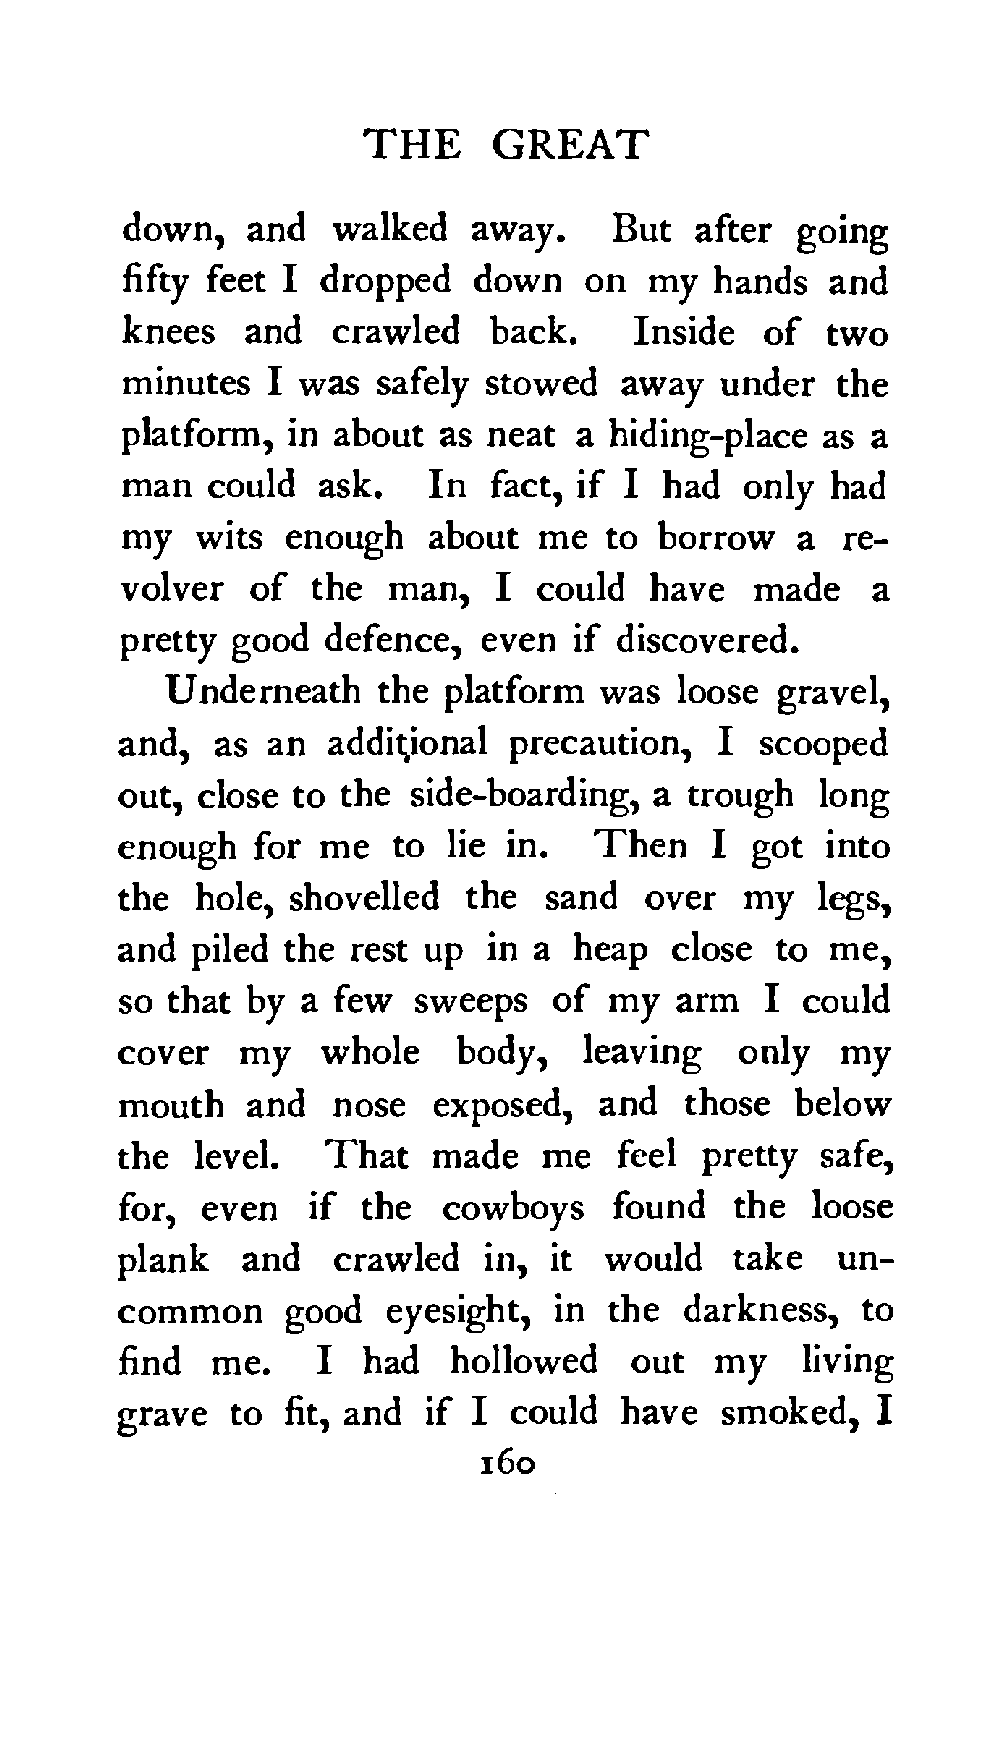 THE GREAT
down, and walked away. But after going
fifty feet I dropped down on my hands and
knees and crawled back. Inside of two
minutes I was safely stowed away under the
platform, in about as neat a hiding-place as a
man could ask. In fact, if I had only had
my wits enough about me to borrow a re-
volver of the man, I could have made a
pretty good defence, even if discovered.
Underneath the platform was loose gravel,
and, as an additional precaution, I scooped
out, close to the side-boarding, a trough long
enough for me to lie in. Then I got into
the hole, shovelled the sand over my legs,
and piled the rest up in a heap close to me,
so that by a few sweeps of my arm I could
cover my whole body, leaving only my
mouth and nose exposed, and those below
the level. That made me feel pretty safe,
for, even if the cowboys found the loose
plank and crawled in, it would take un-
common good eyesight, in the darkness, to
find me. I had hollowed out my living
grave to fit, and if I could have smoked, I
160